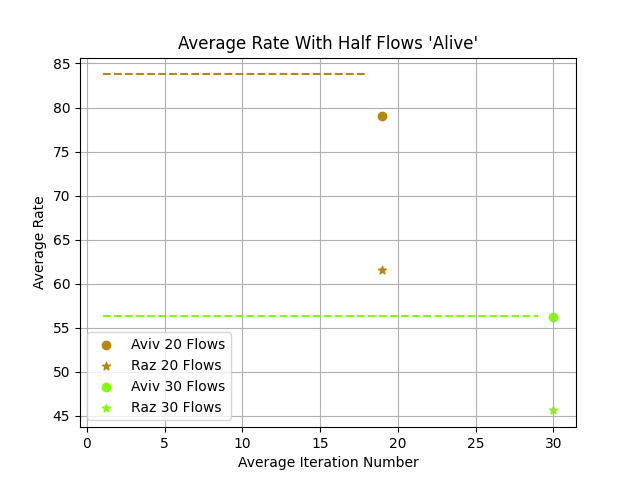 Average Rate With Half Flows 'Alive'
85
80
75
70
65
60
55
50
45
Average Rate
Aviv 20 Flows
Raz 20 Flows
Aviv 30 Flows
Raz 30 Flows
0 5 10 15 20 25 30
Average Iteration Number